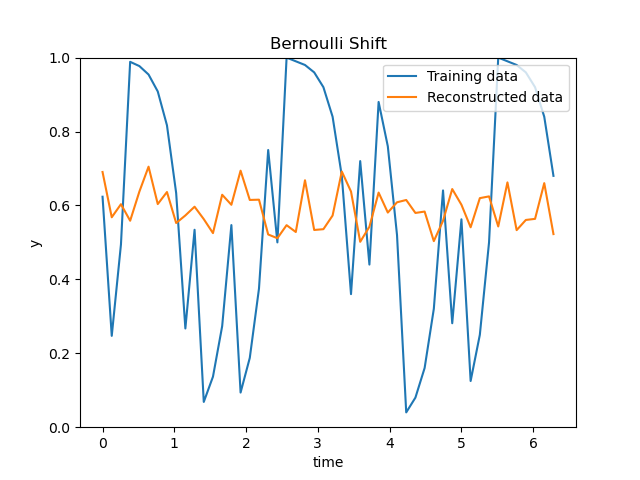 Bernoulli Shift
Training data
Reconstructed data
1.0
0.8
0.6
0.4
0.2
0.0
y
0 1 2 3 4 5 6
time